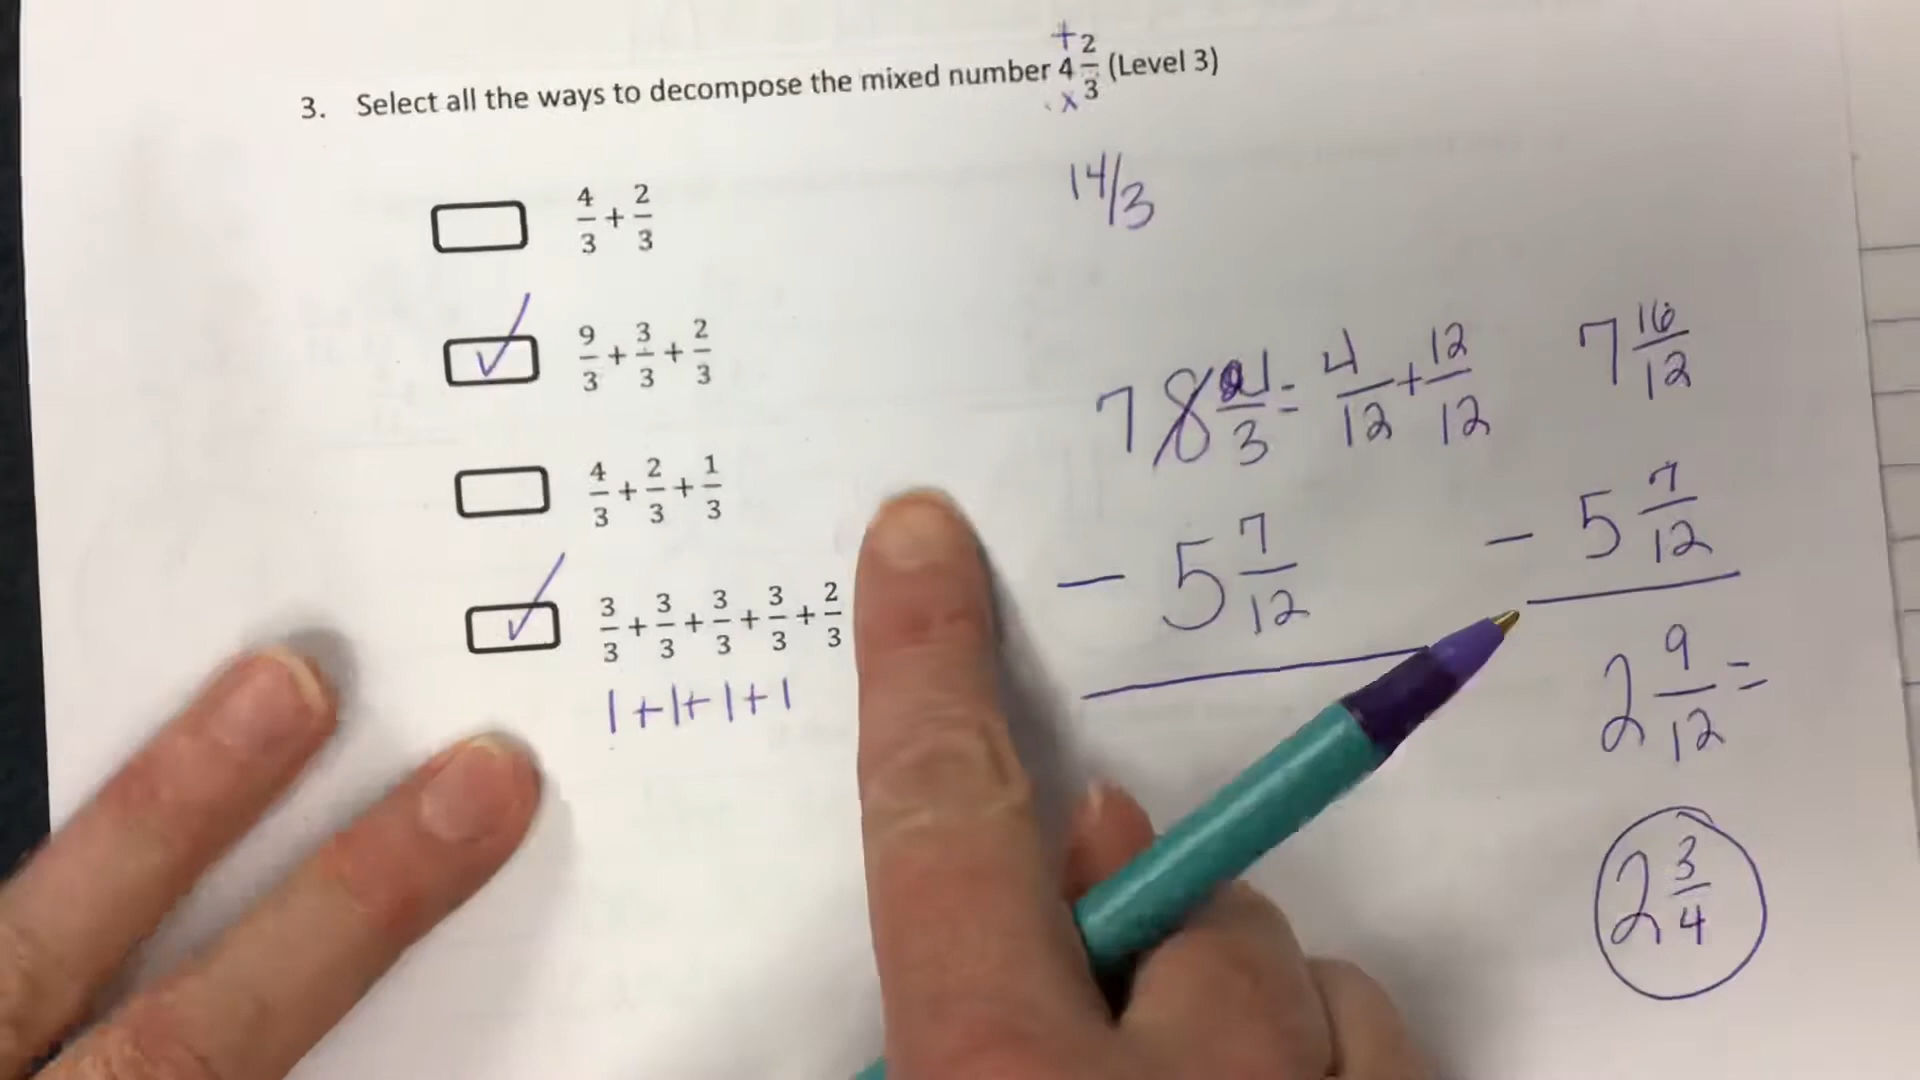 3. Select all the ways to decompose the mixed number 4 2/3 (Level 3)
+
x
14/3
4/3 + 2/3
✓ 9/3 + 3/3 + 2/3
4/3 + 2/3 + 1/3
✓ 3/3 + 3/3 + 3/3 + 3/3 + 2/3
1+1+1+1
7 8 1/3 = 4/12 + 12/12
- 5 7/12
7 16/12
- 5 7/12
2 9/12 =
2 3/4